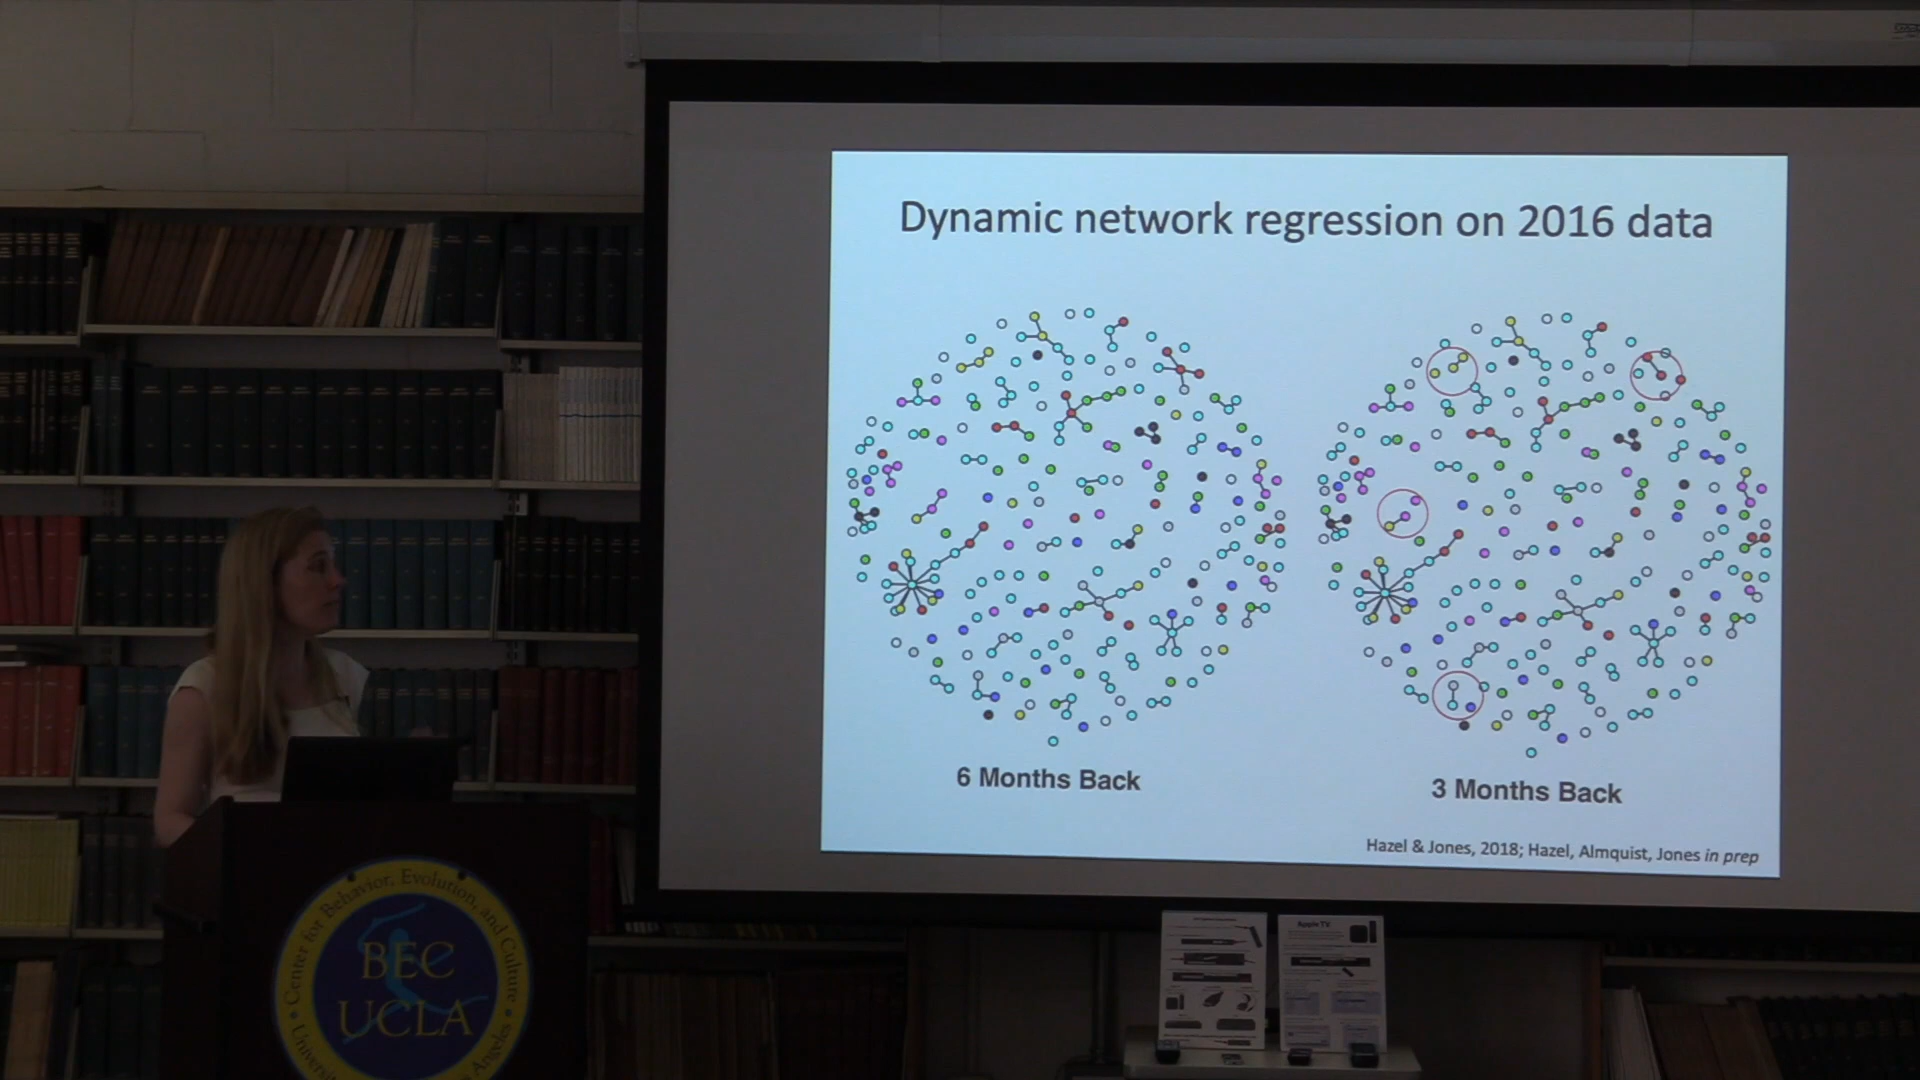 Dynamic network regression on 2016 data
6 Months Back
3 Months Back
Hazel & Jones, 2018; Hazel, Almquist, Jones in prep
Center for Behavior, Evolution, and Culture
BEC
UCLA
Apple TV